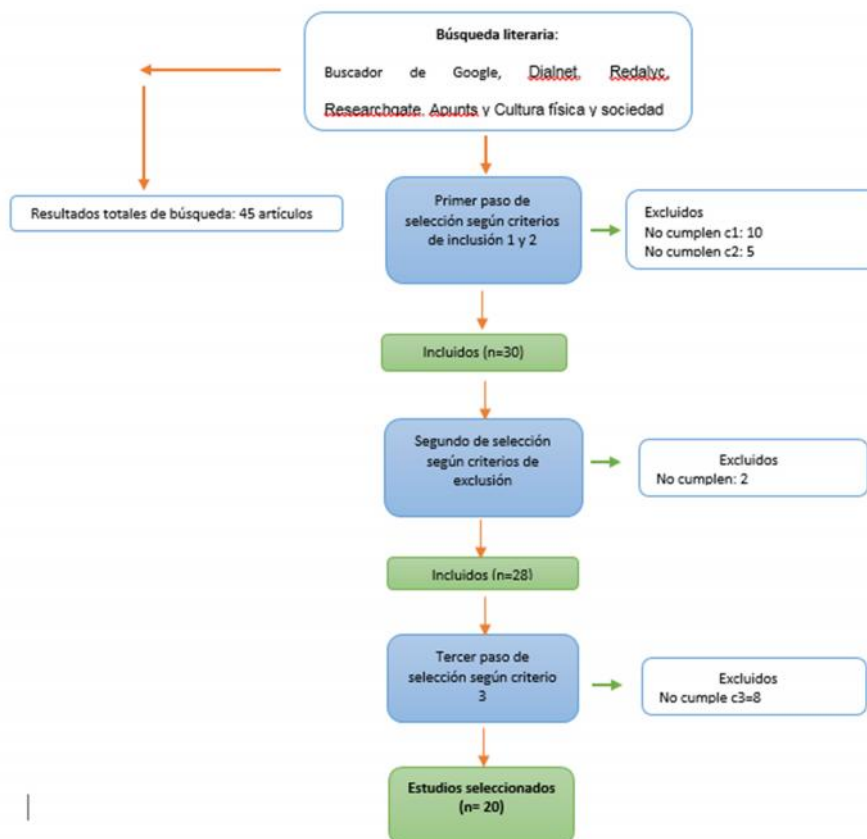 Búsqueda literaria:
Buscador de Google, Dialnet, Redalyc,
Researchgate, Apunts y Cultura física y sociedad
Resultados totales de búsqueda: 45 artículos
Primer paso de
selección según criterios
de inclusión 1 y 2
Excluidos
No cumplen c1: 10
No cumplen c2: 5
Incluidos (n=30)
Segundo de selección
según criterios de
exclusión
Excluidos
No cumplen: 2
Incluidos (n=28)
Tercer paso de
selección según criterio
3
Excluidos
No cumple c3=8
Estudios seleccionados
(n= 20)